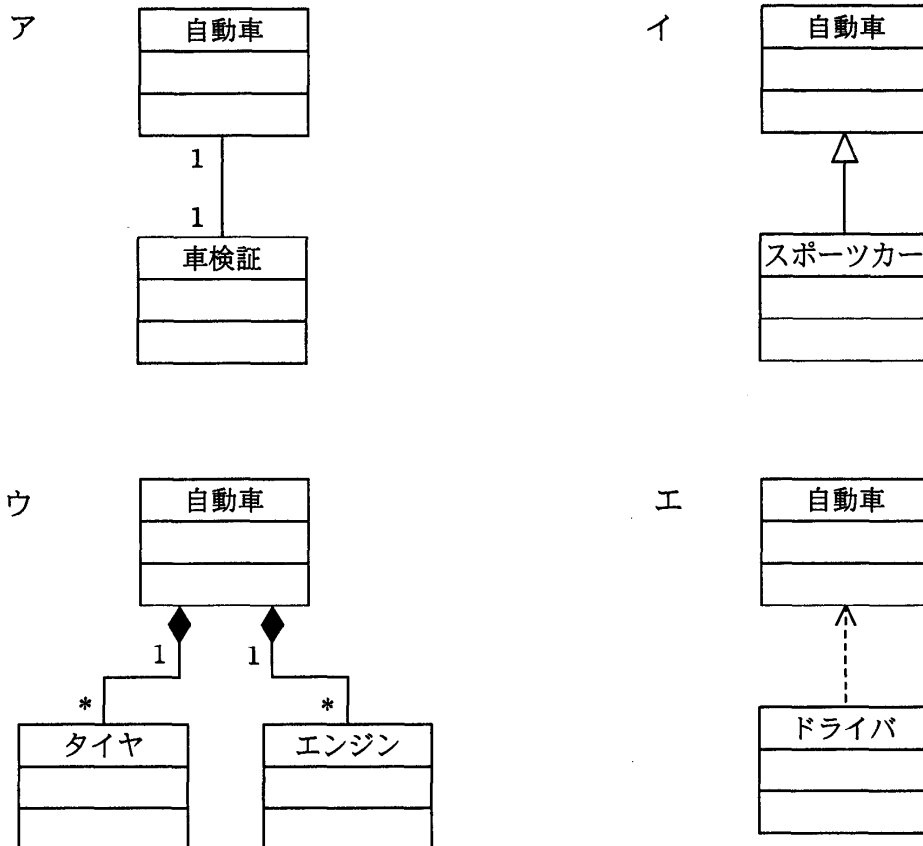 ア
自動車
1
1
車検証
イ
自動車
スポーツカー
ウ
自動車
1 1
* *
タイヤ エンジン
エ
自動車
ドライバ